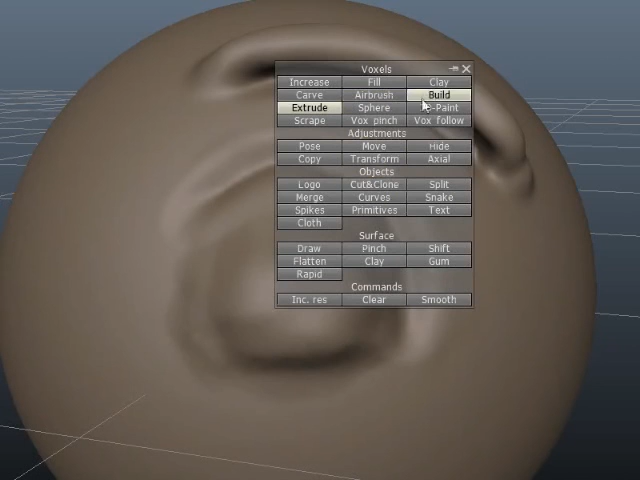 Voxels
Increase Fill Clay
Carve Airbrush Build
Extrude Sphere -Paint
Scrape Vox pinch Vox follow
Adjustments
Pose Move Hide
Copy Transform Axial
Objects
Logo Cut&Clone Split
Merge Curves Snake
Spikes Primitives Text
Cloth
Surface
Draw Pinch Shift
Flatten Clay Gum
Rapid
Commands
Inc. res Clear Smooth